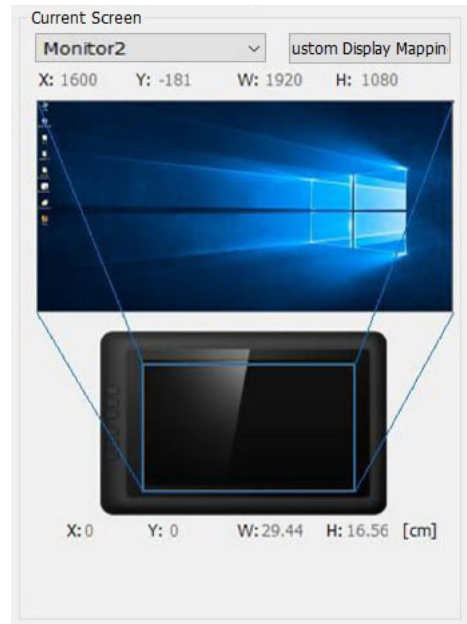 Current Screen
Monitor2 ustom Display Mappin
X: 1600 Y: -181 W: 1920 H: 1080
X: 0 Y: 0 W: 29.44 H: 16.56 [cm]